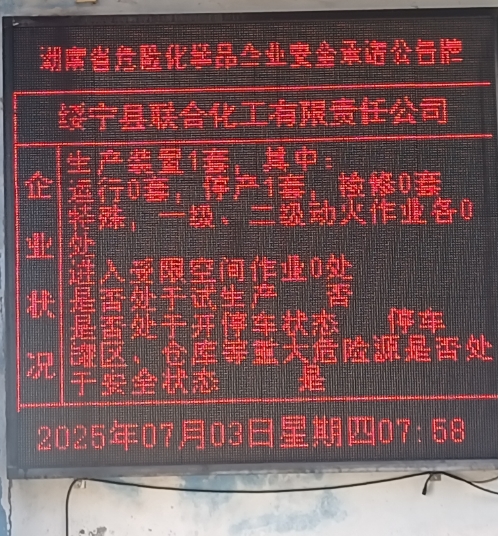 湖南省危险化学品企业安全承诺公告牌
绥宁县联合化工有限责任公司
企业状况
生产装置1套，其中：
运行0套，停产1套，检修0套
特殊，一级、二级动火作业各0
处
进入受限空间作业0处
是否处于试生产 否
是否处于开停车状态 停车
罐区、仓库等重大危险源是否处
于安全状态 是
2025年07月03日星期四07:58